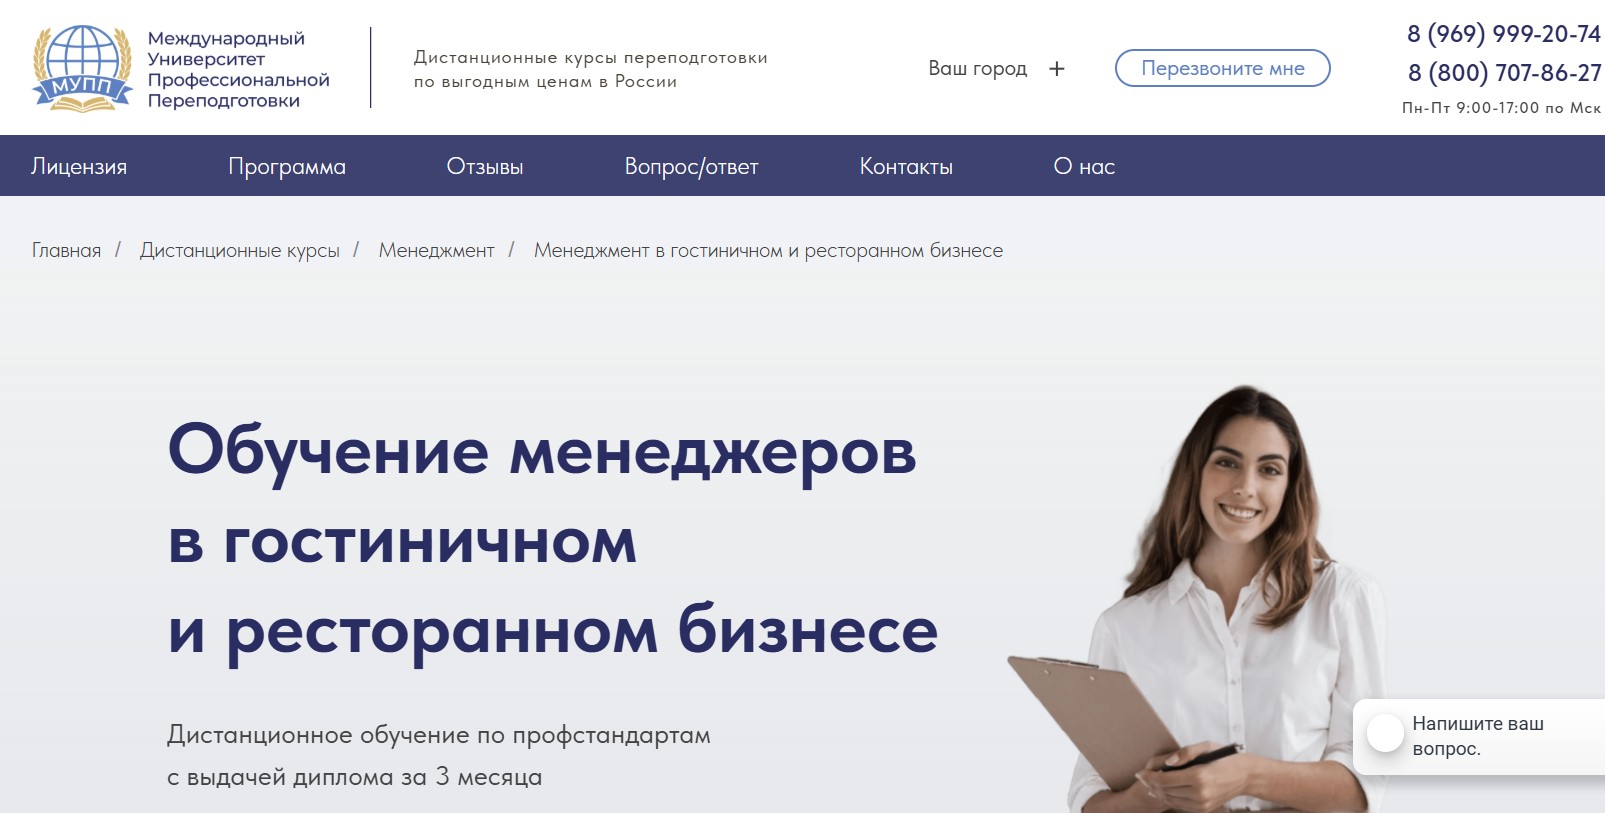 МУПП
Международный
Университет
Профессиональной
Переподготовки
Дистанционные курсы переподготовки
по выгодным ценам в России
Ваш город +
Перезвоните мне
8 (969) 999-20-74
8 (800) 707-86-27
Пн-Пт 9:00-17:00 по Мск
Лицензия Программа Отзывы Вопрос/ответ Контакты О нас
Главная / Дистанционные курсы / Менеджмент / Менеджмент в гостиничном и ресторанном бизнесе
Обучение менеджеров
в гостиничном
и ресторанном бизнесе
Дистанционное обучение по профстандартам
с выдачей диплома за 3 месяца
Напишите ваш
вопрос.